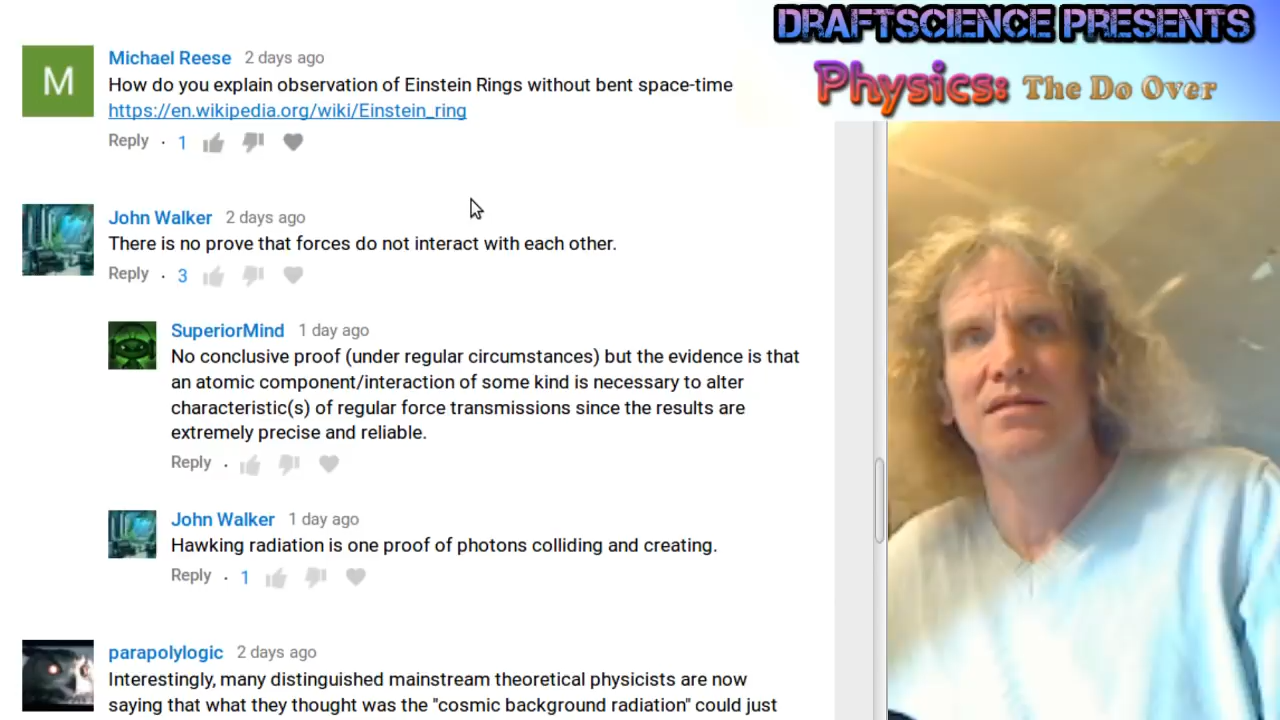 DRAFTSCIENCE PRESENTS
Physics: The Do Over
M
Michael Reese 2 days ago
How do you explain observation of Einstein Rings without bent space-time
https://en.wikipedia.org/wiki/Einstein_ring
Reply · 1
John Walker 2 days ago
There is no prove that forces do not interact with each other.
Reply · 3
SuperiorMind 1 day ago
No conclusive proof (under regular circumstances) but the evidence is that
an atomic component/interaction of some kind is necessary to alter
characteristic(s) of regular force transmissions since the results are
extremely precise and reliable.
Reply ·
John Walker 1 day ago
Hawking radiation is one proof of photons colliding and creating.
Reply · 1
parapolylogic 2 days ago
Interestingly, many distinguished mainstream theoretical physicists are now
saying that what they thought was the "cosmic background radiation" could just